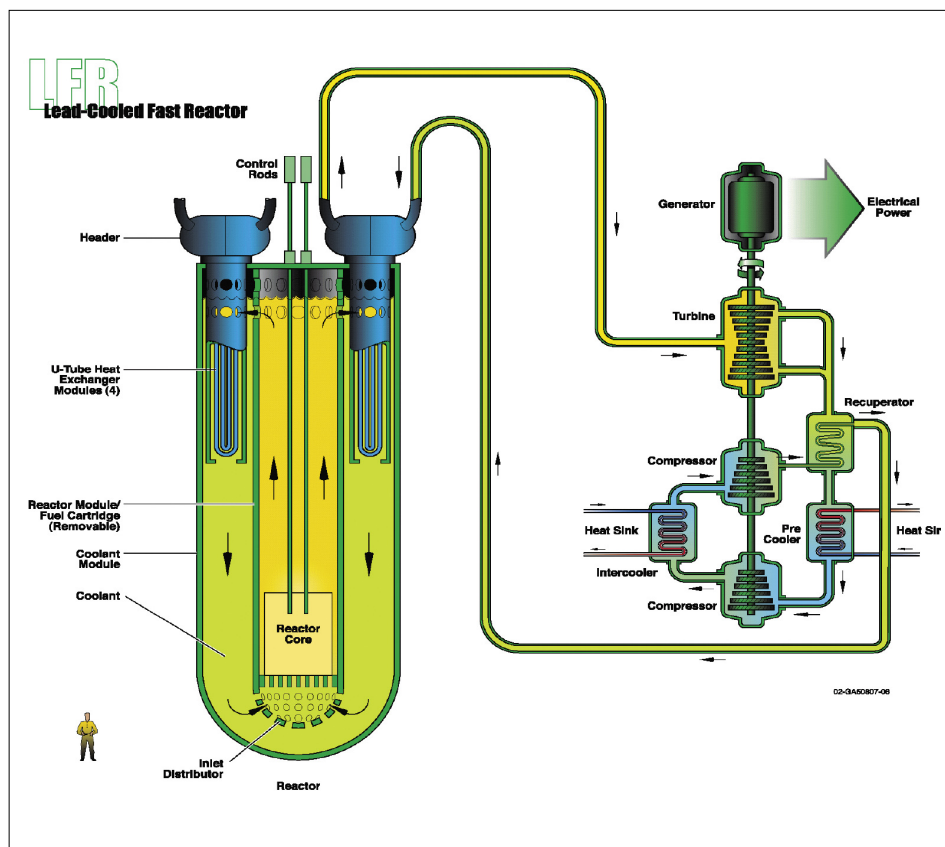 LFR
Lead-Cooled Fast Reactor
Control
Rods
Generator
Electrical
Power
Header
Turbine
U-Tube Heat
Exchanger
Modules (4)
Recuperator
Compressor
Reactor Module/
Fuel Cartridge
(Removable)
Heat Sink
Pre
Cooler
Heat Sir
Coolant
Module
Intercooler
Coolant
Compressor
Reactor
Core
02-GA50807-06
Inlet
Distributor
Reactor